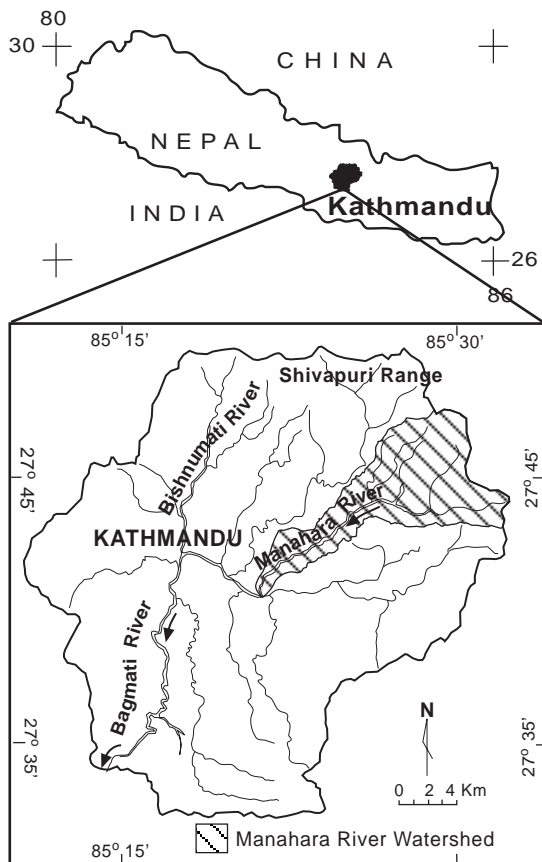 80
30
CHINA
NEPAL
INDIA
Kathmandu
26
86
85° 15' 85° 30'
Shivapuri Range
Bishnumati River
27° 45' 27° 45'
KATHMANDU
Manahara River
Bagmati River
N
27° 35' 27° 35'
0 2 4 Km
85° 15' 85° 30'
Manahara River Watershed